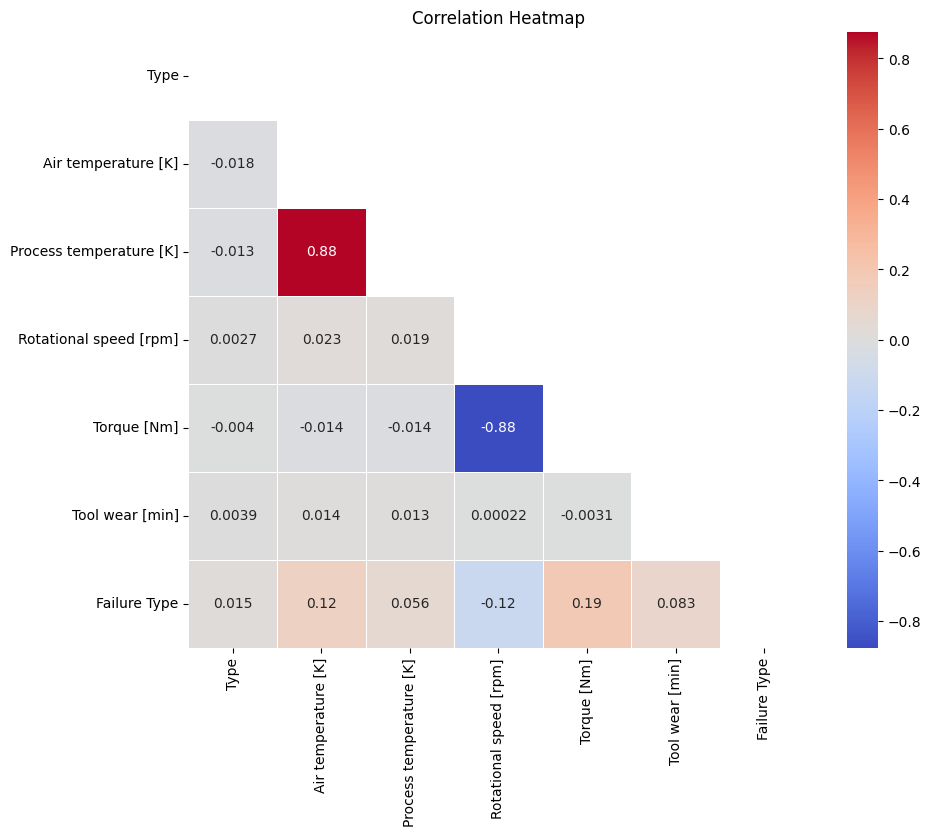 Correlation Heatmap
Type
Air temperature [K] -0.018
Process temperature [K] -0.013 0.88
Rotational speed [rpm] 0.0027 0.023 0.019
Torque [Nm] -0.004 -0.014 -0.014 -0.88
Tool wear [min] 0.0039 0.014 0.013 0.00022 -0.0031
Failure Type 0.015 0.12 0.056 -0.12 0.19 0.083
Type
Air temperature [K]
Process temperature [K]
Rotational speed [rpm]
Torque [Nm]
Tool wear [min]
Failure Type
0.8
0.6
0.4
0.2
0.0
−0.2
−0.4
−0.6
−0.8